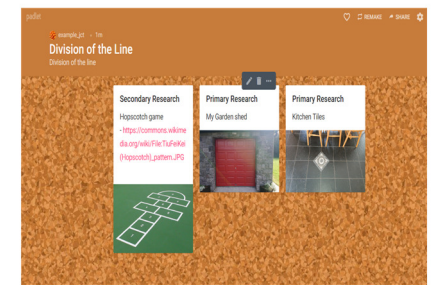 padlet
REMAKE
SHARE
example_jct • 1m
Division of the Line
Division of the line
Secondary Research
Hopscotch game
- https://commons.wikime
dia.org/wiki/File:TiuFeiKei
(Hopscotch)_pattern.JPG
Primary Research
My Garden shed
Primary Research
Kitchen Tiles